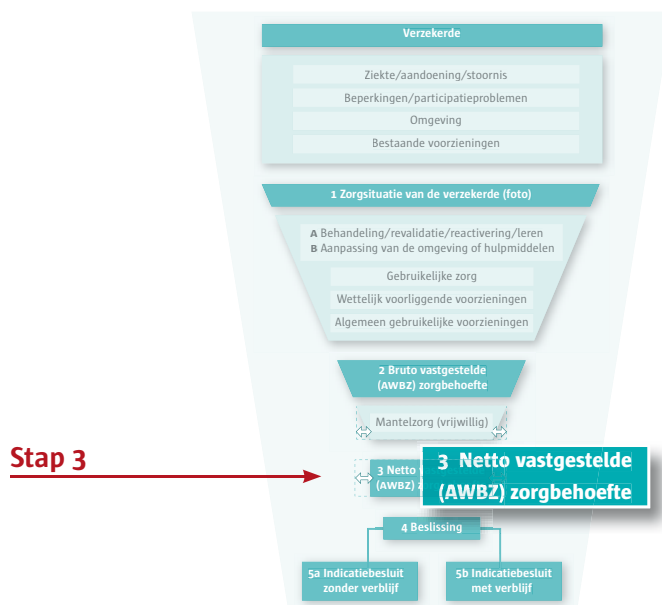 Verzekerde
Ziekte/aandoening/stoornis
Beperkingen/participatieproblemen
Omgeving
Bestaande voorzieningen
1 Zorgsituatie van de verzekerde (foto)
A Behandeling/revalidatie/reactivering/leren
B Aanpassing van de omgeving of hulpmiddelen
Gebruikelijke zorg
Wettelijk voorliggende voorzieningen
Algemeen gebruikelijke voorzieningen
2 Bruto vastgestelde
(AWBZ) zorgbehoefte
Mantelzorg (vrijwillig)
Stap 3
3 Netto
(AWBZ)
3 Netto vastgestelde
(AWBZ) zorgbehoefte
4 Beslissing
5a Indicatiebesluit
zonder verblijf
5b Indicatiebesluit
met verblijf